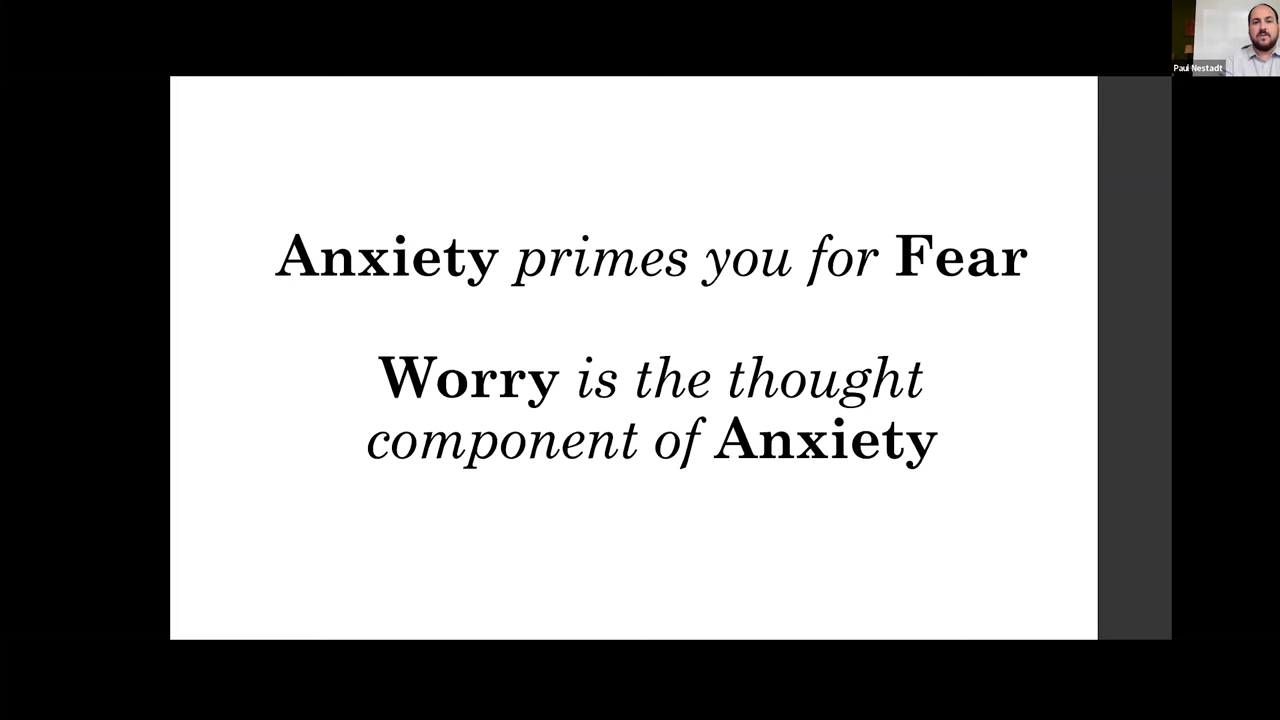 Paul Nestadt
Anxiety primes you for Fear
Worry is the thought
component of Anxiety